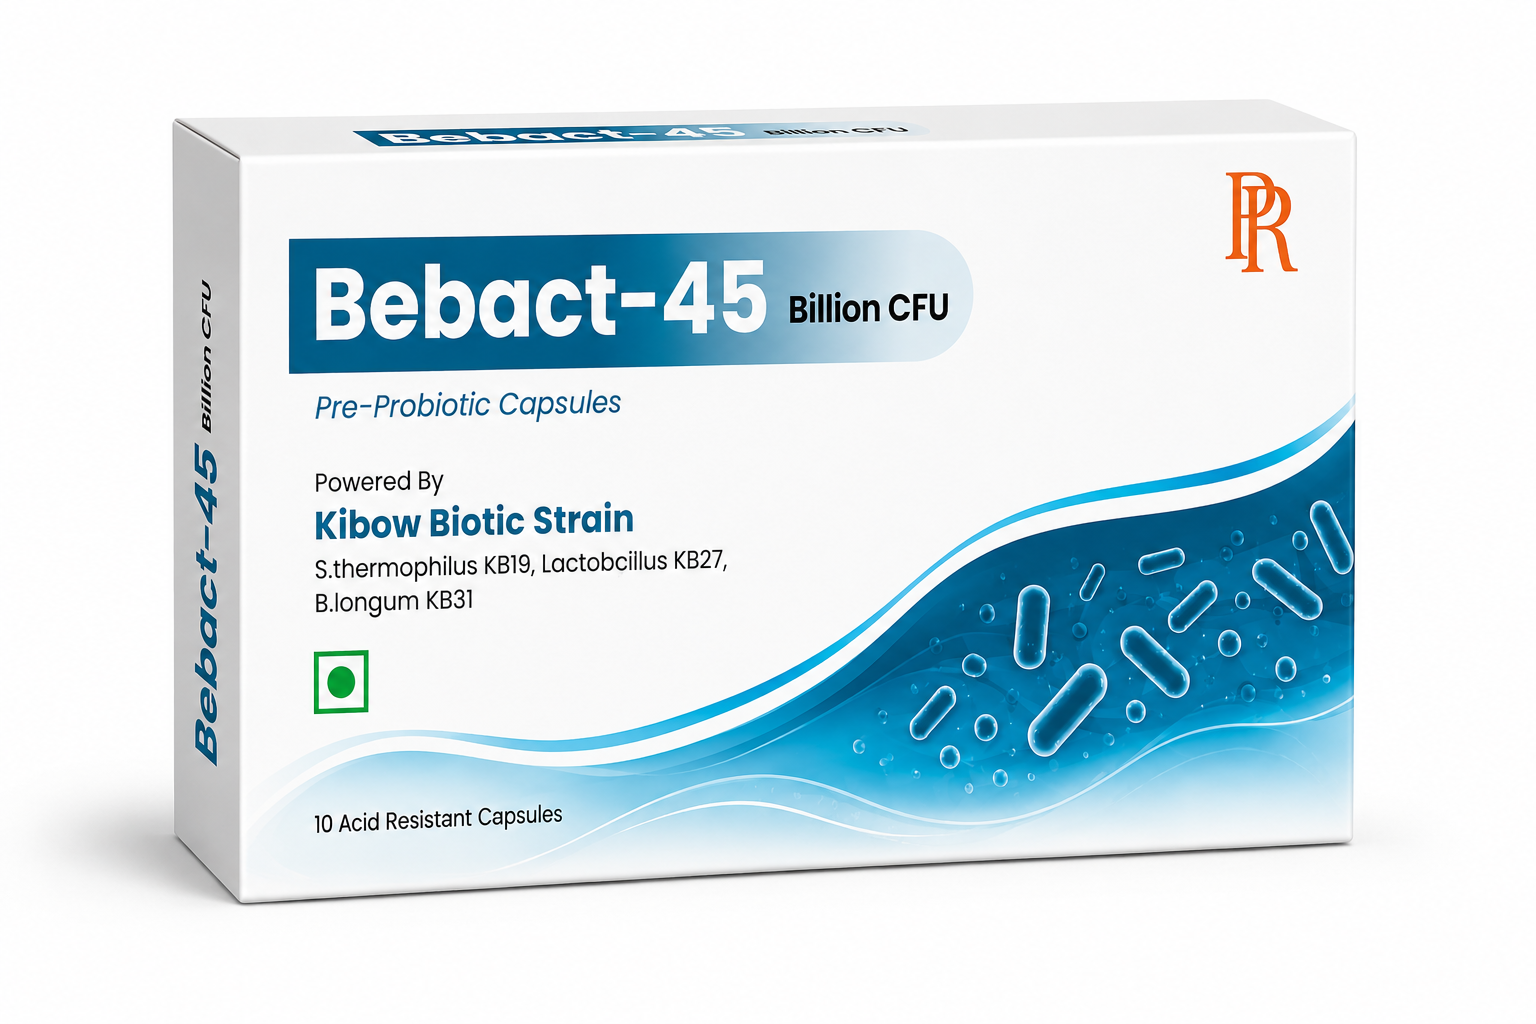 Bebact-45 Billion CFU
PR
Bebact-45 Billion CFU
Pre-Probiotic Capsules
Powered By
Kibow Biotic Strain
S.thermophilus KB19, Lactobcillus KB27,
B.longum KB31
10 Acid Resistant Capsules
Bebact-45 Billion CFU